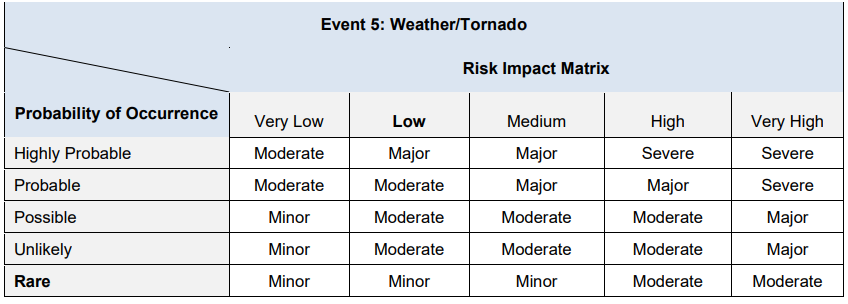 Event 5: Weather/Tornado
Risk Impact Matrix
Probability of Occurrence Very Low Low Medium High Very High
Highly Probable Moderate Major Major Severe Severe
Probable Moderate Moderate Major Major Severe
Possible Minor Moderate Moderate Moderate Major
Unlikely Minor Moderate Moderate Moderate Major
Rare Minor Minor Minor Moderate Moderate